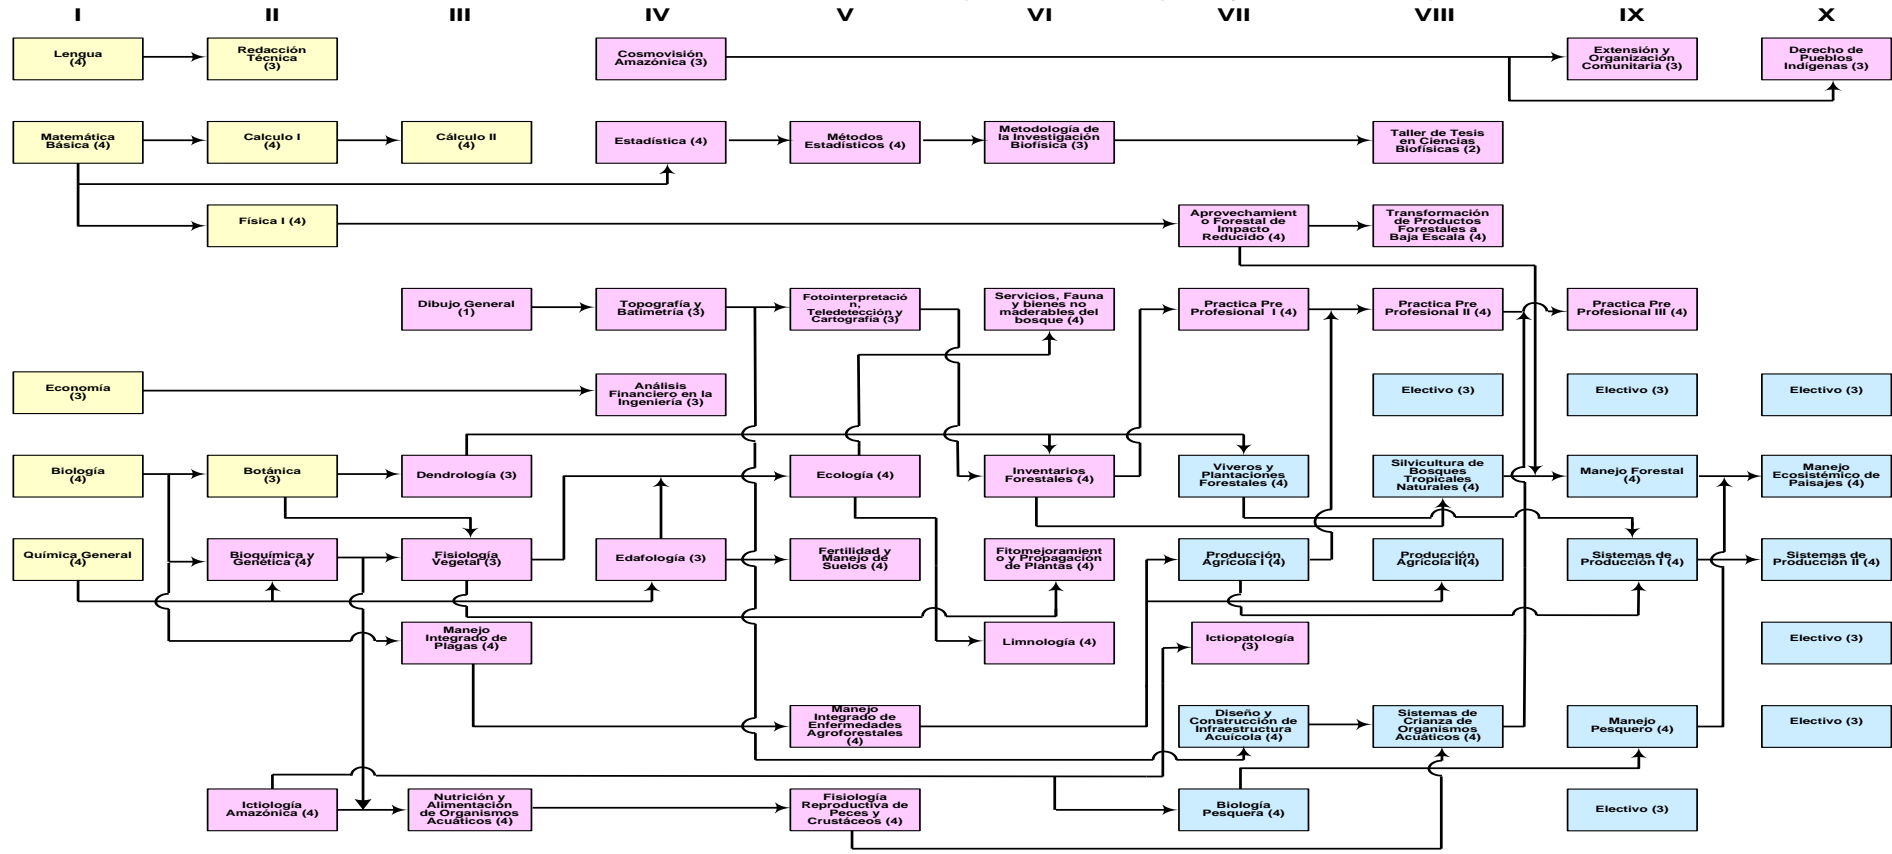 I II III IV V VI VII VIII IX X
Lengua
(4)
Redacción
Técnica
(3)
Cosmovisión
Amazónica (3)
Extensión y
Organización
Comunitaria (3)
Derecho de
Pueblos
Indígenas (3)
Matemática
Básica (4)
Calculo I
(4)
Cálculo II
(4)
Estadística (4)
Métodos
Estadísticos (4)
Metodología de
la Investigación
Biofísica (3)
Taller de Tesis
en Ciencias
Biofísicas (2)
Física I (4)
Aprovechamient
o Forestal de
Impacto
Reducido (4)
Transformación
de Productos
Forestales a
Baja Escala (4)
Dibujo General
(1)
Topografía y
Batimetría (3)
Fotointerpretació
n,
Teledetección y
Cartografía (3)
Servicios, Fauna
y bienes no
maderables del
bosque (4)
Practica Pre
Profesional I (4)
Practica Pre
Profesional II (4)
Practica Pre
Profesional III (4)
Economía
(3)
Análisis
Financiero en la
Ingeniería (3)
Electivo (3)
Electivo (3)
Electivo (3)
Biología
(4)
Botánica
(3)
Dendrología (3)
Ecología (4)
Inventarios
Forestales (4)
Viveros y
Plantaciones
Forestales (4)
Silvicultura de
Bosques
Tropicales
Naturales (4)
Manejo Forestal
(4)
Manejo
Ecosistémico de
Paisajes (4)
Química General
(4)
Bioquímica y
Genética (4)
Fisiología
Vegetal (3)
Edafología (3)
Fertilidad y
Manejo de
Suelos (4)
Fitomejoramient
o y Propagación
de Plantas (4)
Producción
Agrícola I (4)
Producción
Agrícola II(4)
Sistemas de
Producción I (4)
Sistemas de
Producción II (4)
Manejo
Integrado de
Plagas (4)
Limnología (4)
Ictiopatología
(3)
Electivo (3)
Manejo
Integrado de
Enfermedades
Agroforestales
(4)
Diseño y
Construcción de
Infraestructura
Acuícola (4)
Sistemas de
Crianza de
Organismos
Acuáticos (4)
Manejo
Pesquero (4)
Electivo (3)
Ictiología
Amazónica (4)
Nutrición y
Alimentación
de Organismos
Acuáticos (4)
Fisiología
Reproductiva de
Peces y
Crustáceos (4)
Biología
Pesquera (4)
Electivo (3)